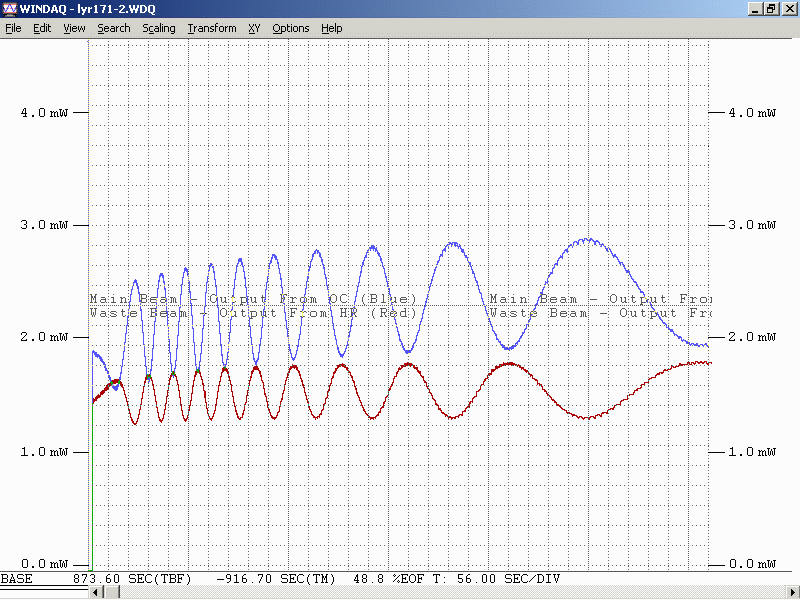 WINDAQ - lyr171-2.WDQ
File Edit View Search Scaling Transform XY Options Help
4.0 mW 4.0 mW
3.0 mW 3.0 mW
Main Beam - Output From OC (Blue) Main Beam - Output From
Waste Beam - Output From HR (Red) Waste Beam - Output Fro
2.0 mW 2.0 mW
1.0 mW 1.0 mW
0.0 mW 0.0 mW
BASE 873.60 SEC(TBF) -916.70 SEC(TM) 48.8 %EOF T: 56.00 SEC/DIV